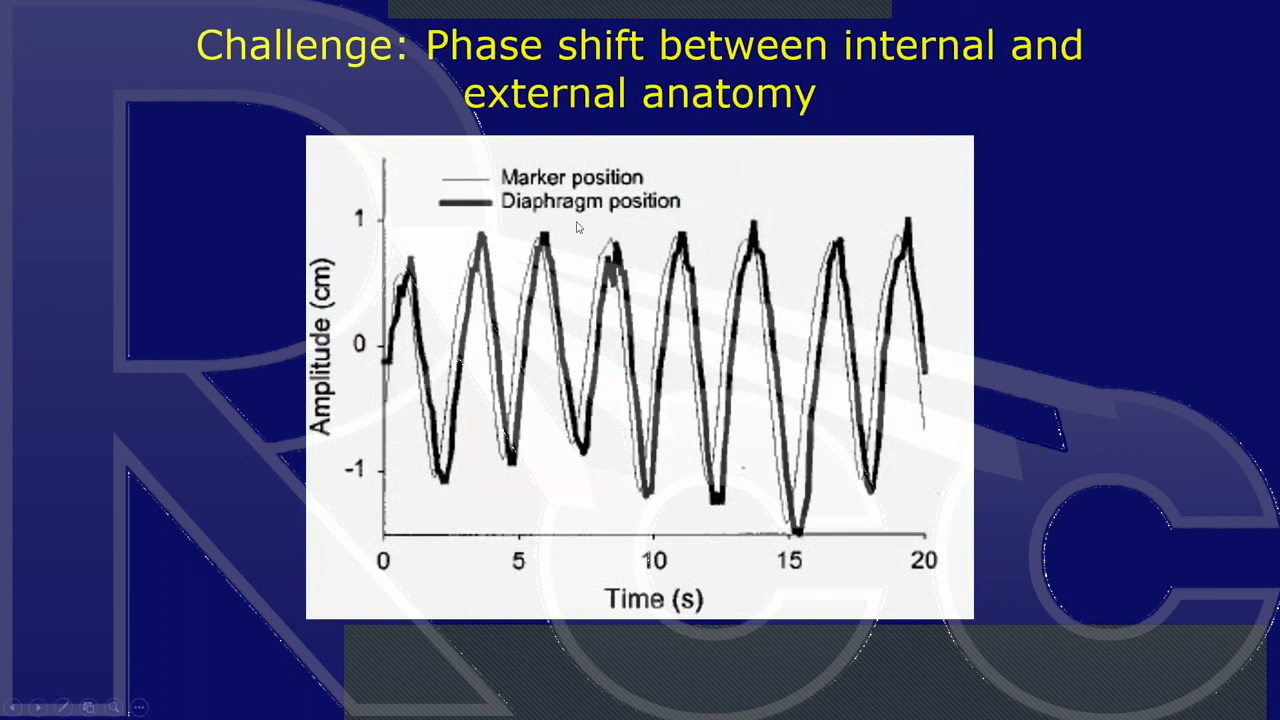 Challenge: Phase shift between internal and
external anatomy
Marker position
Diaphragm position
1
0
-1
Amplitude (cm)
0 5 10 15 20
Time (s)
RCC